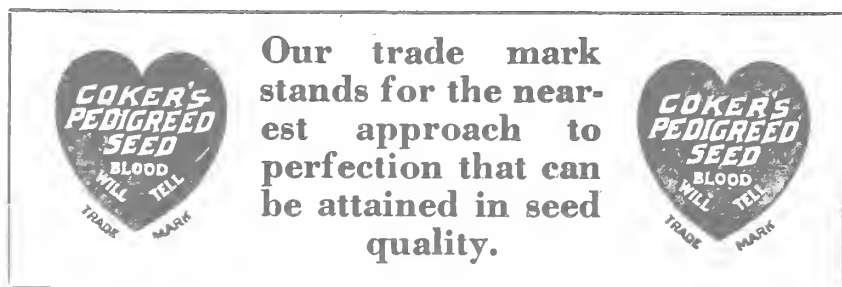 COKER'S
PEDIGREED
SEED
BLOOD
WILL TELL
TRADE MARK
Our trade mark
stands for the near-
est approach to
perfection that can
be attained in seed
quality.
COKER'S
PEDIGREED
SEED
BLOOD
WILL TELL
TRADE MARK